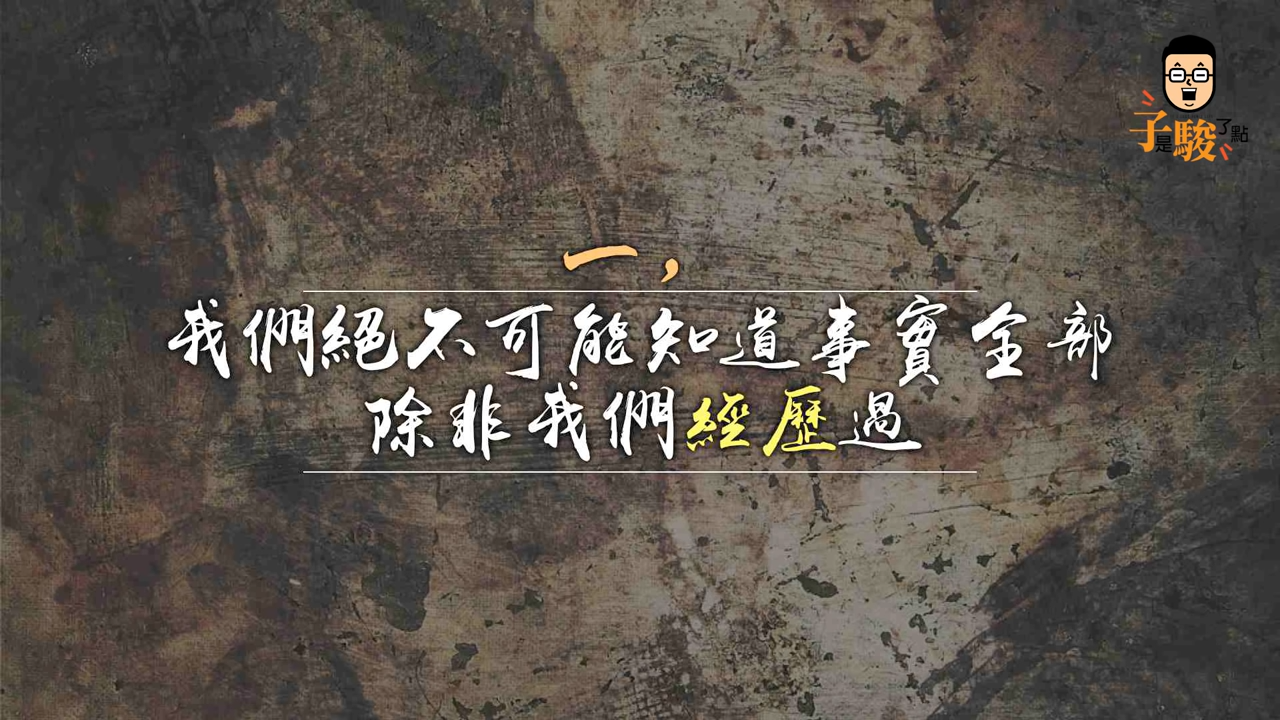 子是駿了點
一，
我們絕不可能知道事實全部
除非我們經歷過